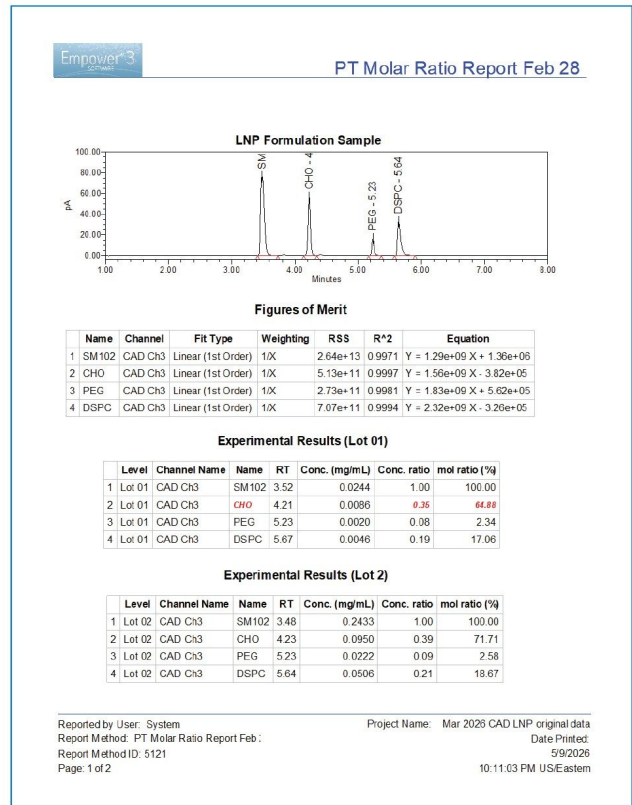 Empower 3
SOFTWARE
PT Molar Ratio Report Feb 28
LNP Formulation Sample
SM
CHO - 4
PEG - 5.23
DSPC - 5.64
pA
100.00
80.00
60.00
40.00
20.00
0.00
1.00 2.00 3.00 4.00 5.00 6.00 7.00 8.00
Minutes
Figures of Merit
Name Channel Fit Type Weighting RSS R^2 Equation
1 SM102 CAD Ch3 Linear (1st Order) 1/X 2.64e+13 0.9971 Y = 1.29e+09 X + 1.36e+06
2 CHO CAD Ch3 Linear (1st Order) 1/X 5.13e+11 0.9997 Y = 1.56e+09 X - 3.82e+05
3 PEG CAD Ch3 Linear (1st Order) 1/X 2.73e+11 0.9981 Y = 1.83e+09 X + 5.62e+05
4 DSPC CAD Ch3 Linear (1st Order) 1/X 7.07e+11 0.9994 Y = 2.32e+09 X - 3.26e+05
Experimental Results (Lot 01)
Level Channel Name Name RT Conc. (mg/mL) Conc. ratio mol ratio (%)
1 Lot 01 CAD Ch3 SM102 3.52 0.0244 1.00 100.00
2 Lot 01 CAD Ch3 CHO 4.21 0.0086 0.35 64.88
3 Lot 01 CAD Ch3 PEG 5.23 0.0020 0.08 2.34
4 Lot 01 CAD Ch3 DSPC 5.67 0.0046 0.19 17.06
Experimental Results (Lot 2)
Level Channel Name Name RT Conc. (mg/mL) Conc. ratio mol ratio (%)
1 Lot 02 CAD Ch3 SM102 3.48 0.2433 1.00 100.00
2 Lot 02 CAD Ch3 CHO 4.23 0.0950 0.39 71.71
3 Lot 02 CAD Ch3 PEG 5.23 0.0222 0.09 2.58
4 Lot 02 CAD Ch3 DSPC 5.64 0.0506 0.21 18.67
Reported by User: System
Report Method: PT Molar Ratio Report Feb :
Report Method ID: 5121
Page: 1 of 2
Project Name: Mar 2026 CAD LNP original data
Date Printed:
5/9/2026
10:11:03 PM US/Eastern